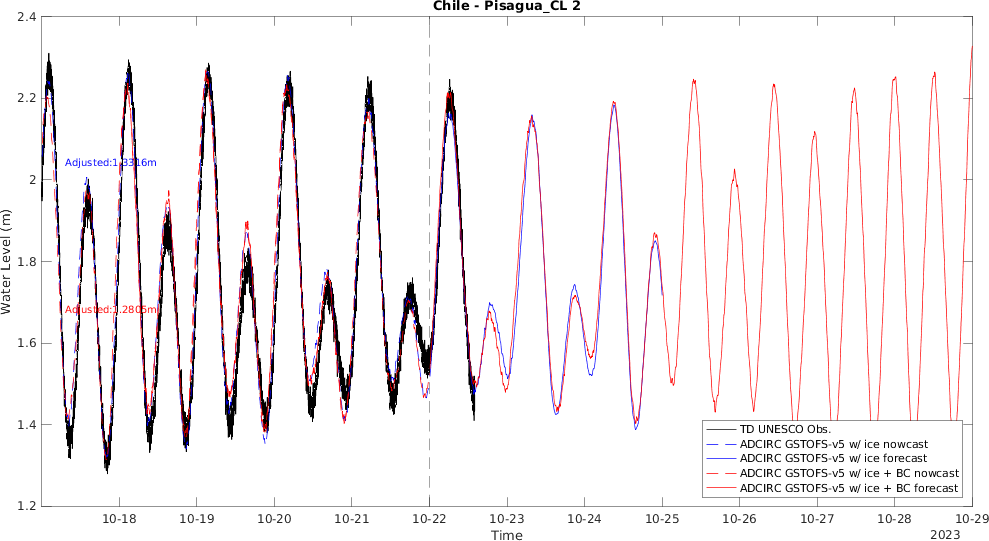 Chile - Pisagua_CL 2
2.4
2.2
2
1.8
1.6
1.4
1.2
Water Level (m)
Adjusted:1.3316m
Adjusted:1.2805m
TD UNESCO Obs.
ADCIRC GSTOFS-v5 w/ ice nowcast
ADCIRC GSTOFS-v5 w/ ice forecast
ADCIRC GSTOFS-v5 w/ ice + BC nowcast
ADCIRC GSTOFS-v5 w/ ice + BC forecast
10-18 10-19 10-20 10-21 10-22 10-23 10-24 10-25 10-26 10-27 10-28 10-29
Time
2023